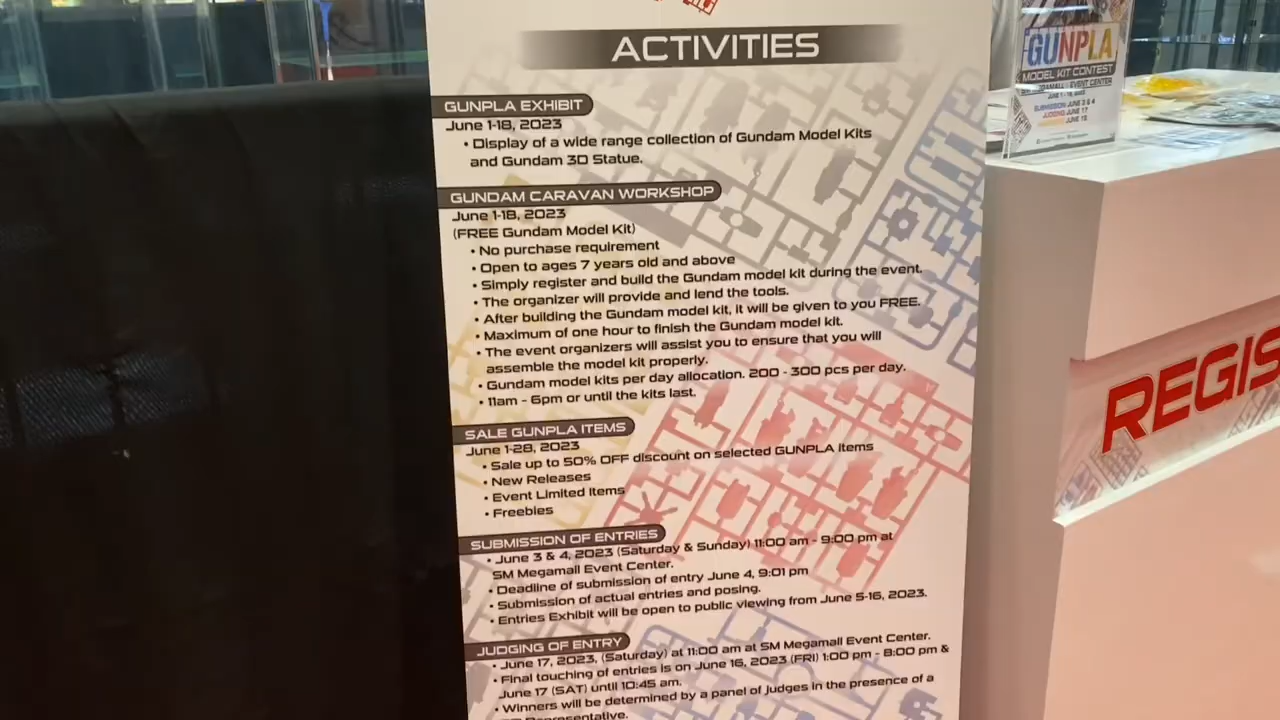 ACTIVITIES
GUNPLA EXHIBIT
June 1-18, 2023
• Display of a wide range collection of Gundam Model Kits
and Gundam 3D Statue.
GUNDAM CARAVAN WORKSHOP
June 1-18, 2023
(FREE Gundam Model Kit)
• No purchase requirement
• Open to ages 7 years old and above
• Simply register and build the Gundam model kit during the event.
• The organizer will provide and lend the tools.
• After building the Gundam model kit, it will be given to you FREE.
• Maximum of one hour to finish the Gundam model kit.
• The event organizers will assist you to ensure that you will
assemble the model kit properly.
• Gundam model kits per day allocation. 200 - 300 pcs per day.
• 11am - 6pm or until the kits last.
SALE GUNPLA ITEMS
June 1-28, 2023
• Sale up to 50% OFF discount on selected GUNPLA Items
• New Releases
• Event Limited Items
• Freebies
SUBMISSION OF ENTRIES
• June 3 & 4, 2023 (Saturday & Sunday) 11:00 am - 9:00 pm at
SM Megamall Event Center.
• Deadline of submission of entry June 4, 9:01 pm
• Submission of actual entries and posing.
• Entries Exhibit will be open to public viewing from June 5-16, 2023.
JUDGING OF ENTRY
• June 17, 2023, (Saturday) at 11:00 am at SM Megamall Event Center.
• Final touching of entries is on June 16, 2023 (FRI) 1:00 pm - 8:00 pm &
June 17 (SAT) until 10:45 am.
• Winners will be determined by a panel of Judges in the presence of a
Representative.
GUNPLA
MODEL KIT CONTEST
EVENT CENTER
SUBMISSION JUNE 3 & 4
JUDGING JUNE 17
REGIS